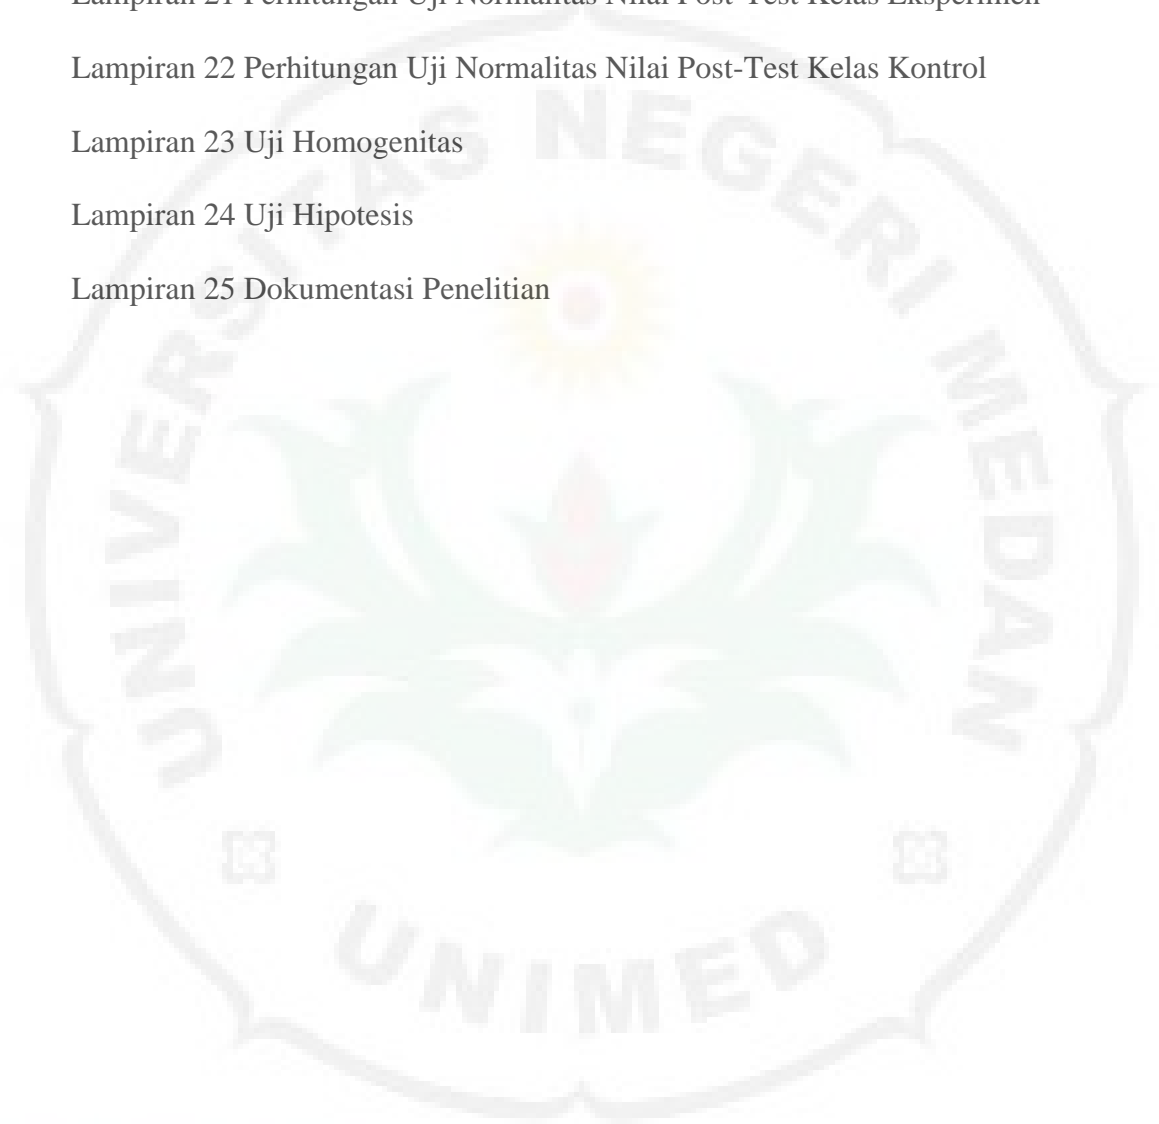 Lampiran 21 Perhitungan Uji Normalitas Nilai Post-Test Kelas Eksperimen
Lampiran 22 Perhitungan Uji Normalitas Nilai Post-Test Kelas Kontrol
Lampiran 23 Uji Homogenitas
Lampiran 24 Uji Hipotesis
Lampiran 25 Dokumentasi Penelitian
UNIVERSITAS NEGERI MEDAN
UNIMED